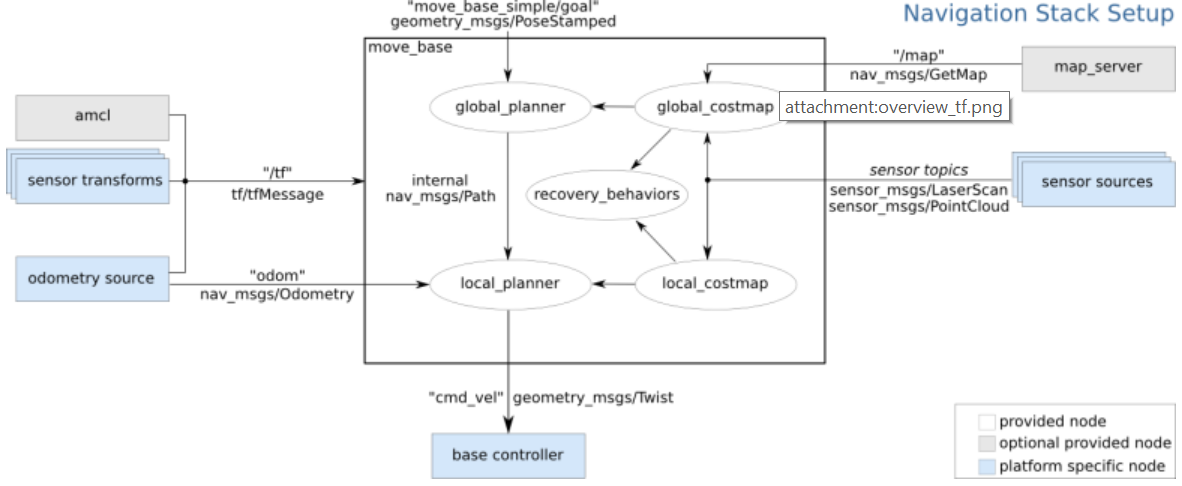 "move_base_simple/goal"
geometry_msgs/PoseStamped
Navigation Stack Setup
move_base
"/map"
nav_msgs/GetMap
map_server
amcl
global_planner
global_costmap
attachment:overview_tf.png
sensor transforms
"/tf"
tf/tfMessage
internal
nav_msgs/Path
recovery_behaviors
sensor topics
sensor_msgs/LaserScan
sensor_msgs/PointCloud
sensor sources
odometry source
"odom"
nav_msgs/Odometry
local_planner
local_costmap
"cmd_vel"
geometry_msgs/Twist
base controller
provided node
optional provided node
platform specific node